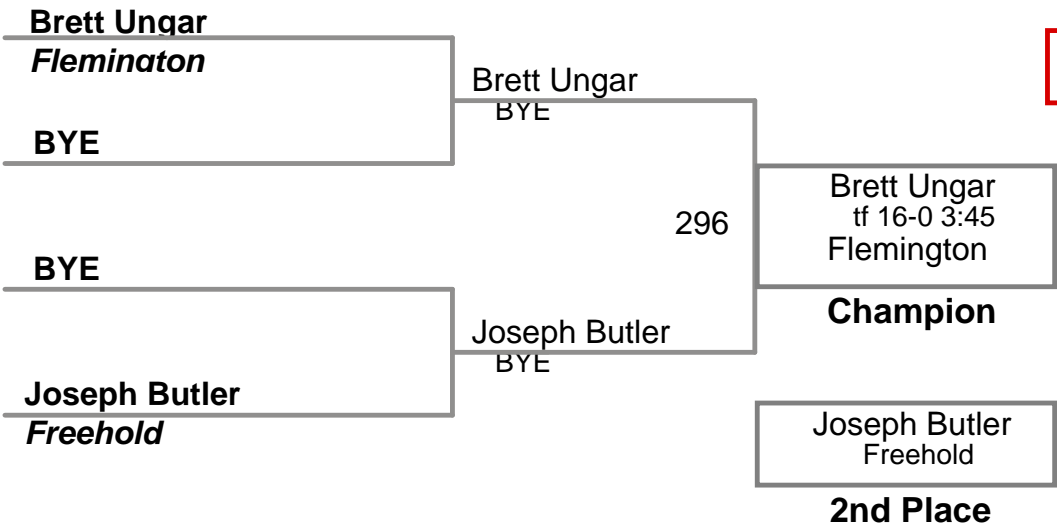 Brett Ungar
Flemington
BYE
BYE
Joseph Butler
Freehold
Brett Ungar
BYE
Joseph Butler
BYE
296
Brett Ungar
tf 16-0 3:45
Flemington
Champion
Joseph Butler
Freehold
2nd Place